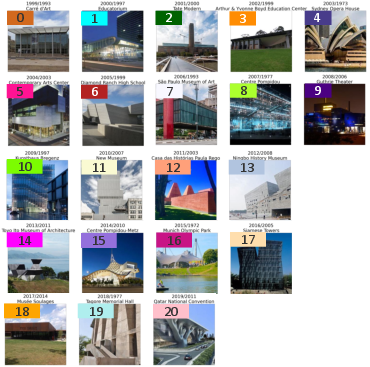 1999/1993
Carré d'Art
0
2000/1997
Educatorium
1
2001/2000
Tate Modern
2
2002/1999
Arthur & Yvonne Boyd Education Center
3
2003/1973
Sydney Opera House
4
2004/2003
Contemporary Arts Center
5
2005/1999
Diamond Ranch High School
6
2006/1993
São Paulo Museum of Art
7
2007/1977
Centre Pompidou
8
2008/2006
Guthrie Theater
9
2009/1997
Kunsthaus Bregenz
10
2010/2007
New Museum
11
2011/2003
Casa das Histórias Paula Rego
12
2012/2008
Ningbo History Museum
13
2013/2011
Toyo Ito Museum of Architecture
14
2014/2010
Centre Pompidou-Metz
15
2015/1972
Munich Olympic Park
16
2016/2005
Siamese Towers
17
2017/2014
Musée Soulages
18
2018/1977
Tagore Memorial Hall
19
2019/2011
Qatar National Convention
20